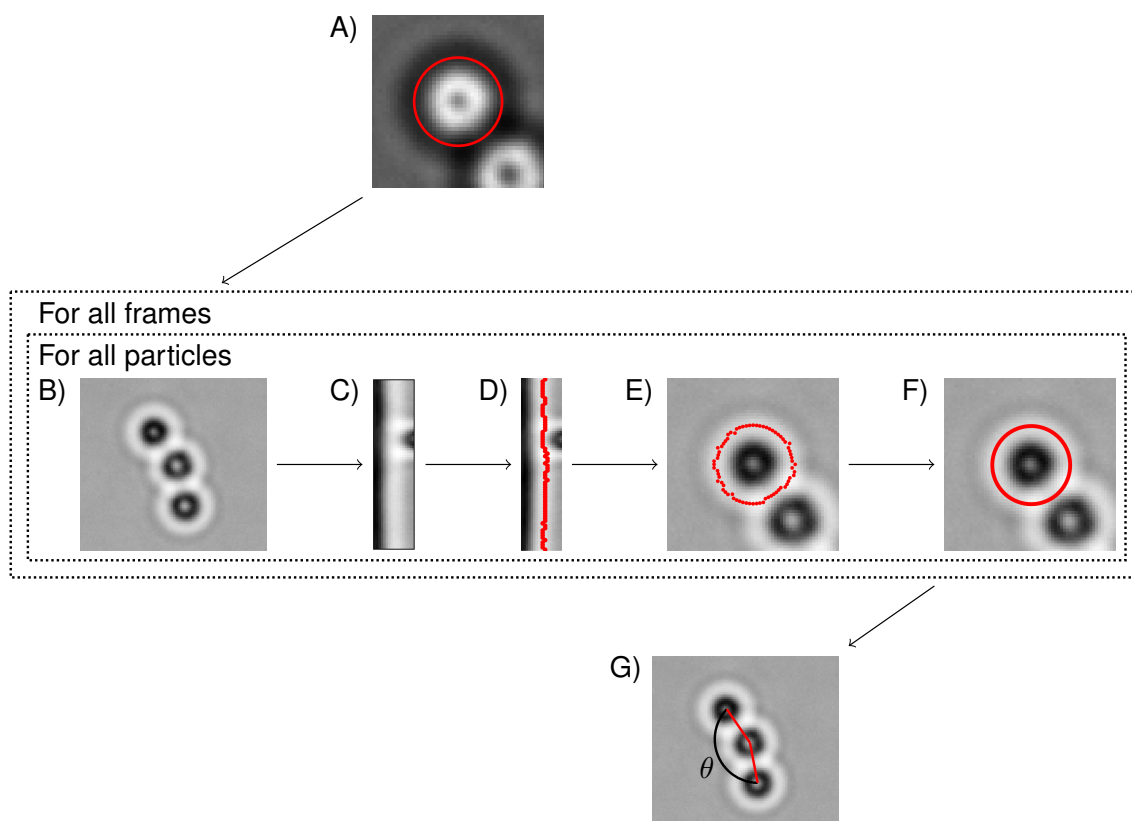 A)
For all frames
For all particles
B)
C)
D)
E)
F)
G)
θ